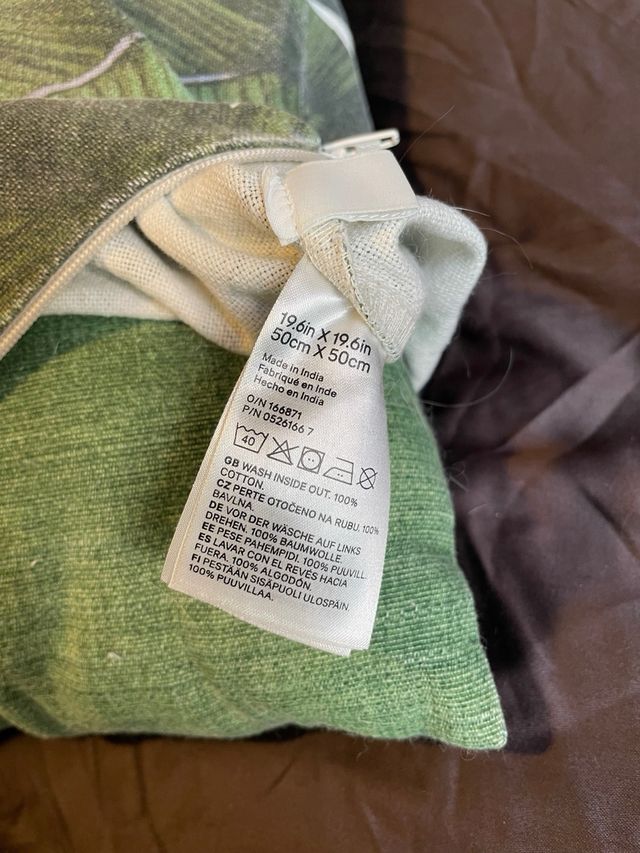 19.6in X 19.6in
50cm X 50cm
Made in India
Fabriqué en Inde
Hecho en India
O/N 166871
P/N 0526166 7
40
GB WASH INSIDE OUT. 100%
COTTON.
CZ PERTE OTOČENO NA RUBU. 100%
BAVLNA.
DE VOR DER WÄSCHE AUF LINKS
DREHEN. 100% BAUMWOLLE.
EE PESE PAHEMPIDI. 100% PUUVILL.
ES LAVAR CON EL REVÉS HACIA
FUERA. 100% ALGODÓN.
FI PESTÄÄN SISÄPUOLI ULOSPÄIN.
100% PUUVILLAA.